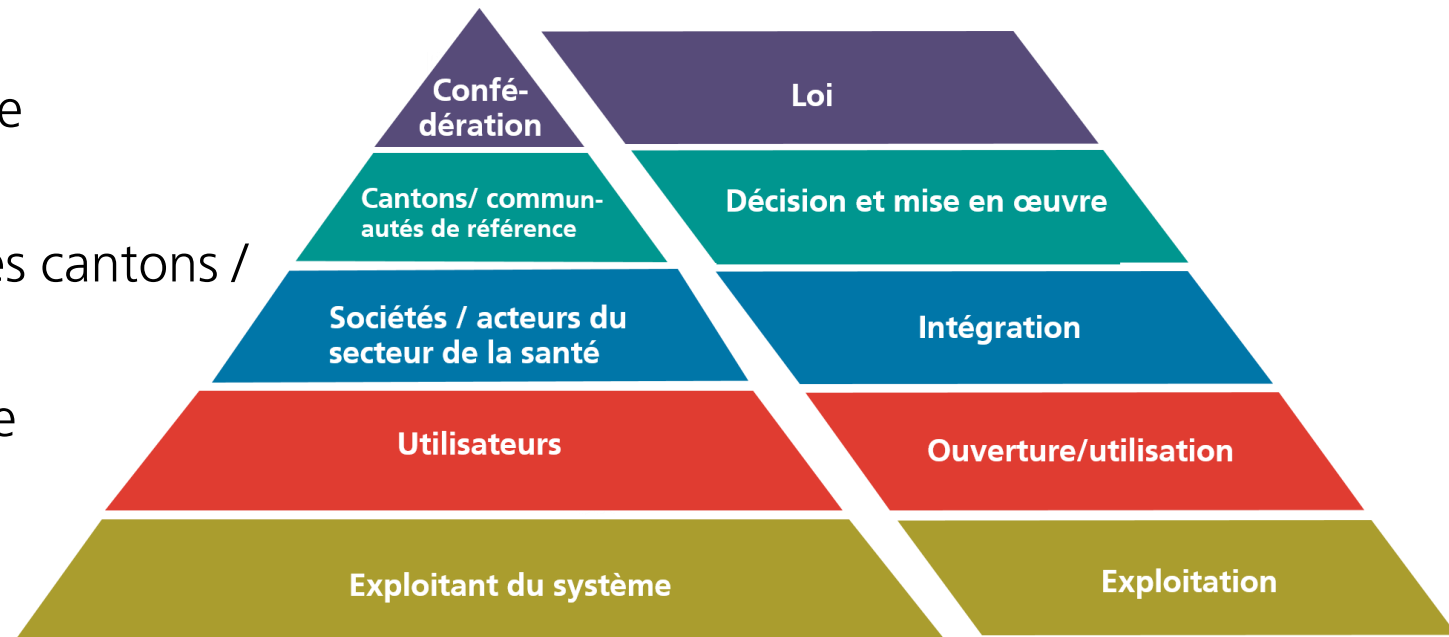 e
es cantons /
e
Confé-
dération
Loi
Cantons/ commun-
autés de référence
Décision et mise en œuvre
Sociétés / acteurs du
secteur de la santé
Intégration
Utilisateurs
Ouverture/utilisation
Exploitant du système
Exploitation